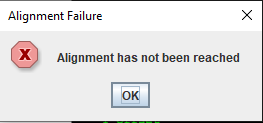 Alignment Failure
Alignment has not been reached
OK